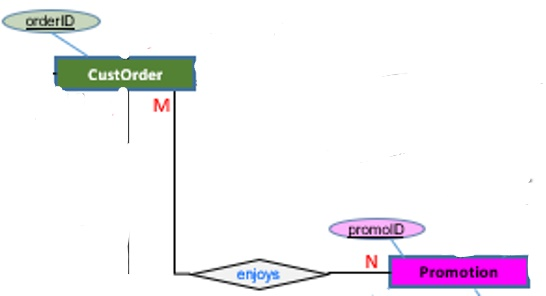 orderID
CustOrder
M
promoID
N
enjoys
Promotion